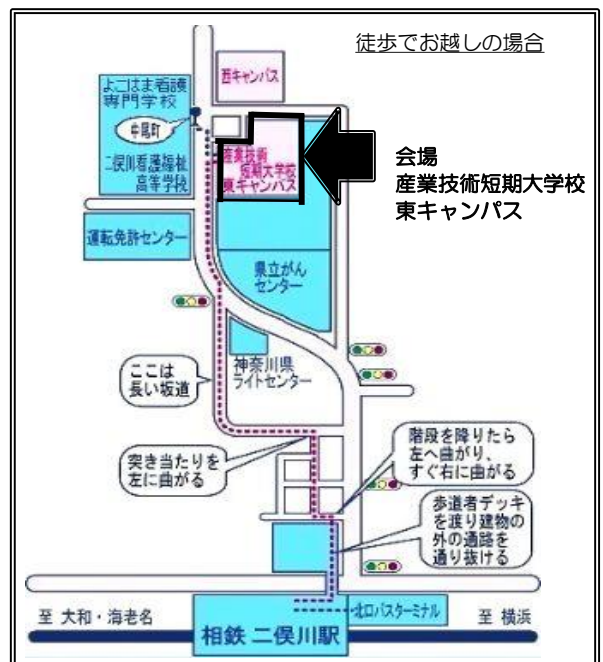 徒歩でお越しの場合
西キャンパス
よこはま看護
専門学校
中尾町
二俣川看護福祉
高等学校
産業技術
短期大学校
東キャンパス
会場
産業技術短期大学校
東キャンパス
運転免許センター
県立がん
センター
神奈川県
ライトセンター
ここは
長い坂道
突き当たりを
左に曲がる
階段を降りたら
左へ曲がり、
すぐ右に曲がる
歩道者デッキ
を渡り建物の
外の通路を
通り抜ける
至 大和・海老名
相鉄 二俣川駅
北口バスターミナル
至 横浜